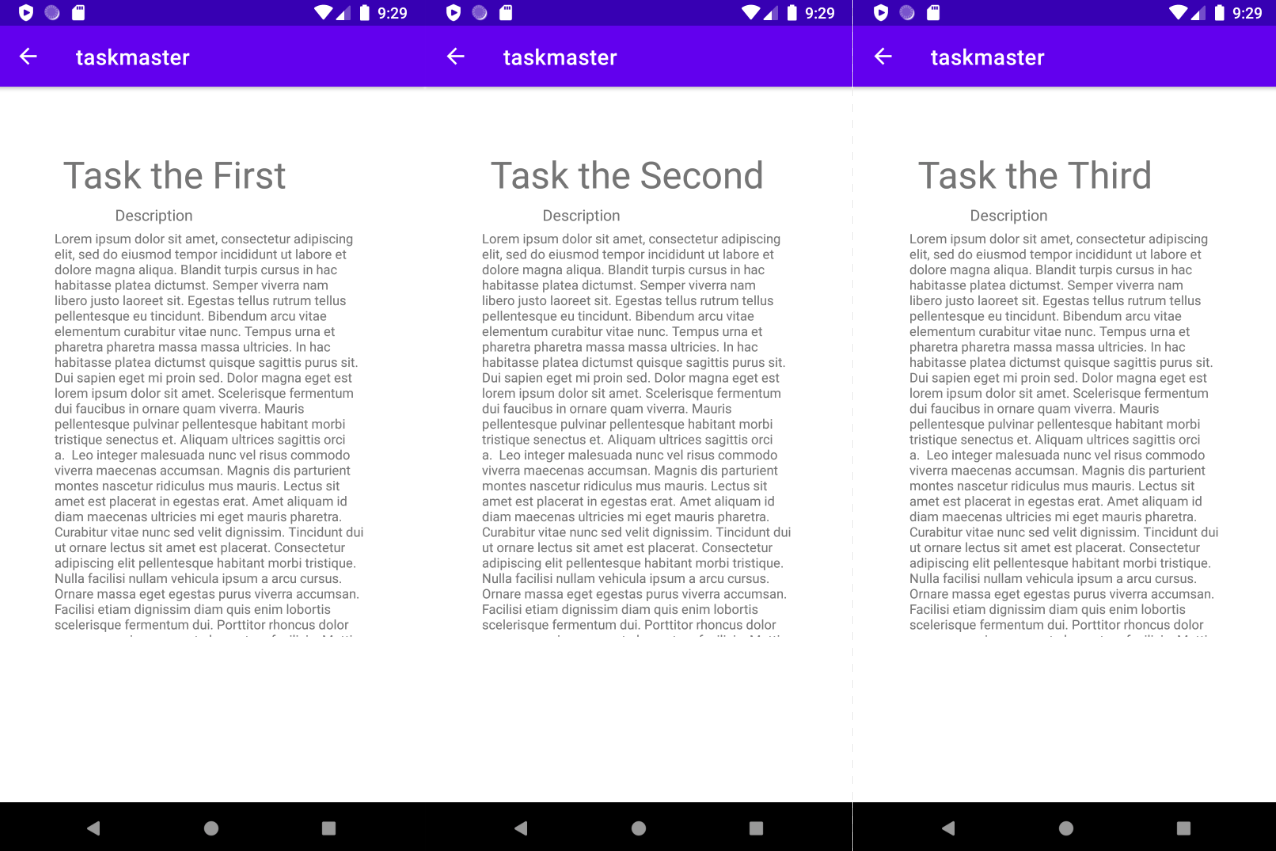 9:29
taskmaster
Task the First
Description
Lorem ipsum dolor sit amet, consectetur adipiscing
elit, sed do eiusmod tempor incididunt ut labore et
dolore magna aliqua. Blandit turpis cursus in hac
habitasse platea dictumst. Semper viverra nam
libero justo laoreet sit. Egestas tellus rutrum tellus
pellentesque eu tincidunt. Bibendum arcu vitae
elementum curabitur vitae nunc. Tempus urna et
pharetra pharetra massa massa ultricies. In hac
habitasse platea dictumst quisque sagittis purus sit.
Dui sapien eget mi proin sed. Dolor magna eget est
lorem ipsum dolor sit amet. Scelerisque fermentum
dui faucibus in ornare quam viverra. Mauris
pellentesque pulvinar pellentesque habitant morbi
tristique senectus et. Aliquam ultrices sagittis orci
a.  Leo integer malesuada nunc vel risus commodo
viverra maecenas accumsan. Magnis dis parturient
montes nascetur ridiculus mus mauris. Lectus sit
amet est placerat in egestas erat. Amet aliquam id
diam maecenas ultricies mi eget mauris pharetra.
Curabitur vitae nunc sed velit dignissim. Tincidunt dui
ut ornare lectus sit amet est placerat. Consectetur
adipiscing elit pellentesque habitant morbi tristique.
Nulla facilisi nullam vehicula ipsum a arcu cursus.
Ornare massa eget egestas purus viverra accumsan.
Facilisi etiam dignissim diam quis enim lobortis
scelerisque fermentum dui. Porttitor rhoncus dolor
9:29
taskmaster
Task the Second
Description
Lorem ipsum dolor sit amet, consectetur adipiscing
elit, sed do eiusmod tempor incididunt ut labore et
dolore magna aliqua. Blandit turpis cursus in hac
habitasse platea dictumst. Semper viverra nam
libero justo laoreet sit. Egestas tellus rutrum tellus
pellentesque eu tincidunt. Bibendum arcu vitae
elementum curabitur vitae nunc. Tempus urna et
pharetra pharetra massa massa ultricies. In hac
habitasse platea dictumst quisque sagittis purus sit.
Dui sapien eget mi proin sed. Dolor magna eget est
lorem ipsum dolor sit amet. Scelerisque fermentum
dui faucibus in ornare quam viverra. Mauris
pellentesque pulvinar pellentesque habitant morbi
tristique senectus et. Aliquam ultrices sagittis orci
a.  Leo integer malesuada nunc vel risus commodo
viverra maecenas accumsan. Magnis dis parturient
montes nascetur ridiculus mus mauris. Lectus sit
amet est placerat in egestas erat. Amet aliquam id
diam maecenas ultricies mi eget mauris pharetra.
Curabitur vitae nunc sed velit dignissim. Tincidunt dui
ut ornare lectus sit amet est placerat. Consectetur
adipiscing elit pellentesque habitant morbi tristique.
Nulla facilisi nullam vehicula ipsum a arcu cursus.
Ornare massa eget egestas purus viverra accumsan.
Facilisi etiam dignissim diam quis enim lobortis
scelerisque fermentum dui. Porttitor rhoncus dolor
9:29
taskmaster
Task the Third
Description
Lorem ipsum dolor sit amet, consectetur adipiscing
elit, sed do eiusmod tempor incididunt ut labore et
dolore magna aliqua. Blandit turpis cursus in hac
habitasse platea dictumst. Semper viverra nam
libero justo laoreet sit. Egestas tellus rutrum tellus
pellentesque eu tincidunt. Bibendum arcu vitae
elementum curabitur vitae nunc. Tempus urna et
pharetra pharetra massa massa ultricies. In hac
habitasse platea dictumst quisque sagittis purus sit.
Dui sapien eget mi proin sed. Dolor magna eget est
lorem ipsum dolor sit amet. Scelerisque fermentum
dui faucibus in ornare quam viverra. Mauris
pellentesque pulvinar pellentesque habitant morbi
tristique senectus et. Aliquam ultrices sagittis orci
a.  Leo integer malesuada nunc vel risus commodo
viverra maecenas accumsan. Magnis dis parturient
montes nascetur ridiculus mus mauris. Lectus sit
amet est placerat in egestas erat. Amet aliquam id
diam maecenas ultricies mi eget mauris pharetra.
Curabitur vitae nunc sed velit dignissim. Tincidunt dui
ut ornare lectus sit amet est placerat. Consectetur
adipiscing elit pellentesque habitant morbi tristique.
Nulla facilisi nullam vehicula ipsum a arcu cursus.
Ornare massa eget egestas purus viverra accumsan.
Facilisi etiam dignissim diam quis enim lobortis
scelerisque fermentum dui. Porttitor rhoncus dolor